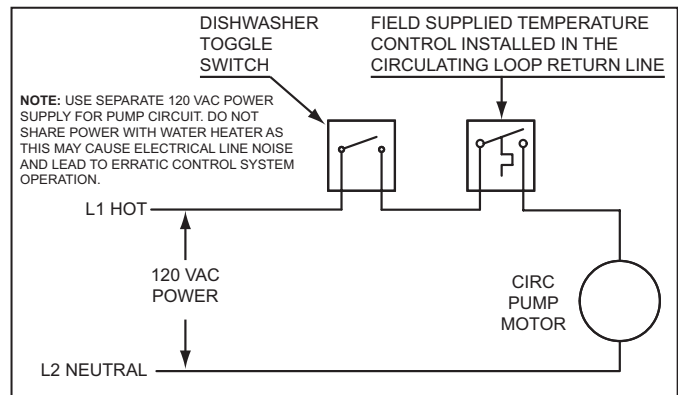 DISHWASHER
TOGGLE
SWITCH
FIELD SUPPLIED TEMPERATURE
CONTROL INSTALLED IN THE
CIRCULATING LOOP RETURN LINE
NOTE: USE SEPARATE 120 VAC POWER
SUPPLY FOR PUMP CIRCUIT. DO NOT
SHARE POWER WITH WATER HEATER AS
THIS MAY CAUSE ELECTRICAL LINE NOISE
AND LEAD TO ERRATIC CONTROL SYSTEM
OPERATION.
L1 HOT
120 VAC
POWER
CIRC
PUMP
MOTOR
L2 NEUTRAL